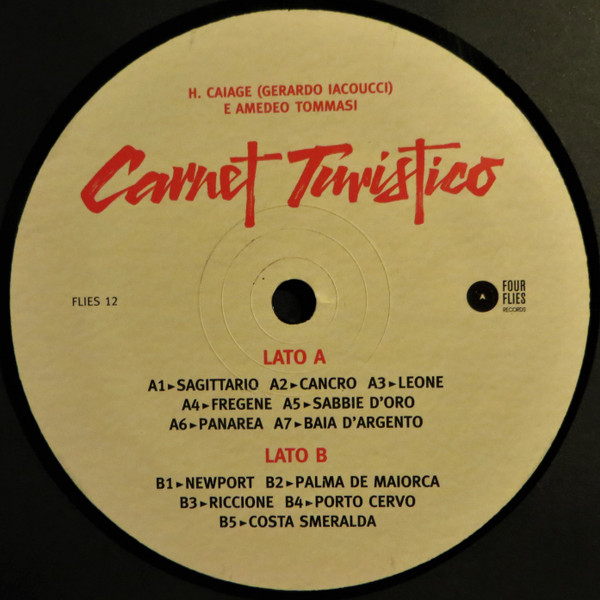 H. CAIAGE (GERARDO IACOUCCI)
E AMEDEO TOMMASI
Carnet Turistico
FLIES 12
A
FOUR
FLIES
RECORDS
LATO A
A1►SAGITTARIO A2►CANCRO A3►LEONE
A4►FREGENE A5►SABBIE D'ORO
A6►PANAREA A7►BAIA D'ARGENTO
LATO B
B1►NEWPORT B2►PALMA DE MAIORCA
B3►RICCIONE B4►PORTO CERVO
B5►COSTA SMERALDA